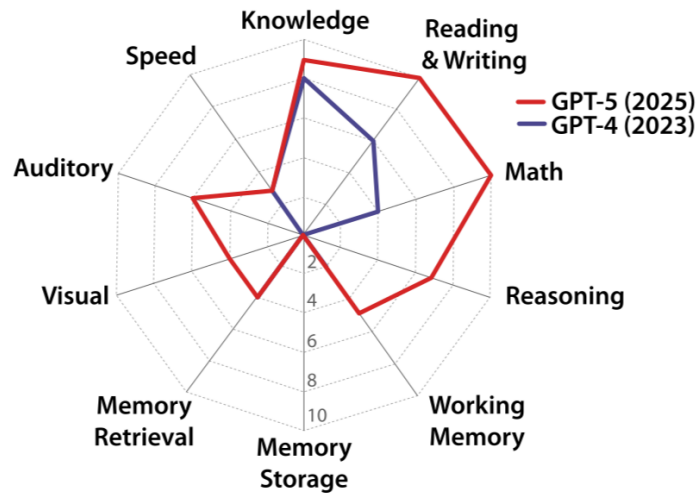 Knowledge
Reading
& Writing
Speed
GPT-5 (2025)
GPT-4 (2023)
Auditory
Math
2
Visual
Reasoning
4
6
8
Memory
Retrieval
10
Working
Memory
Memory
Storage